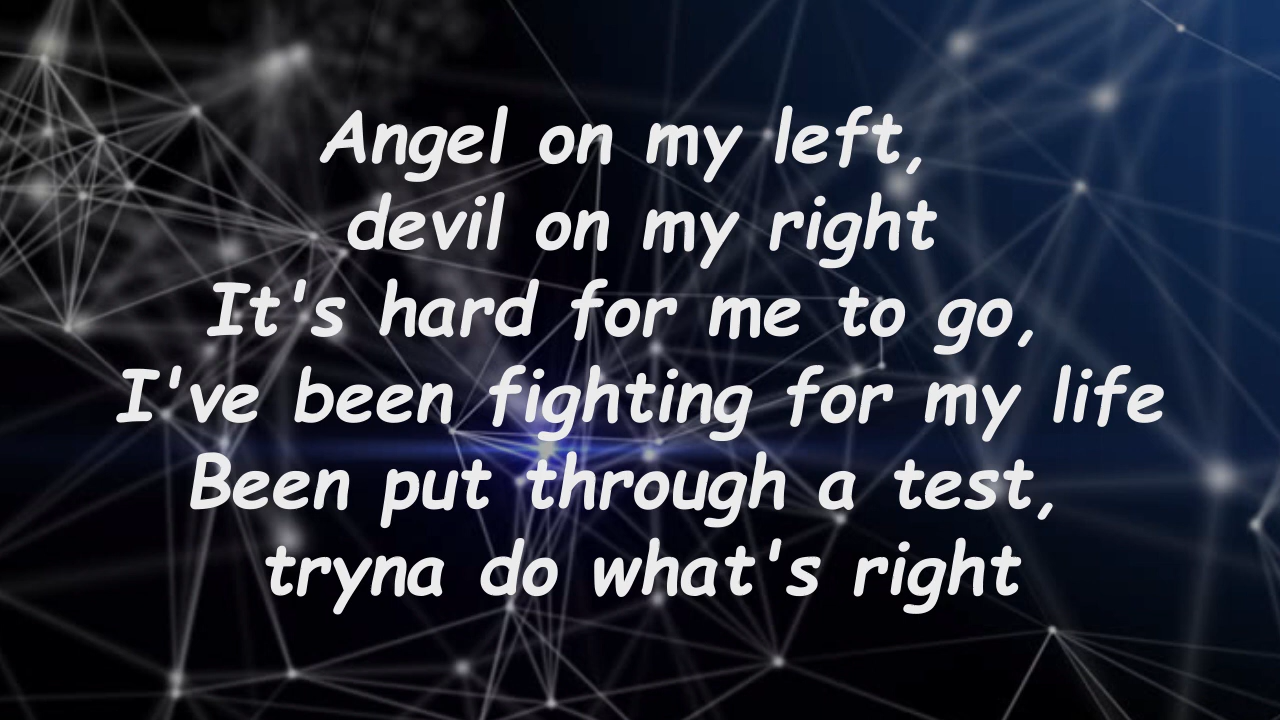 Angel on my left,
devil on my right
It's hard for me to go,
I've been fighting for my life
Been put through a test,
tryna do what's right